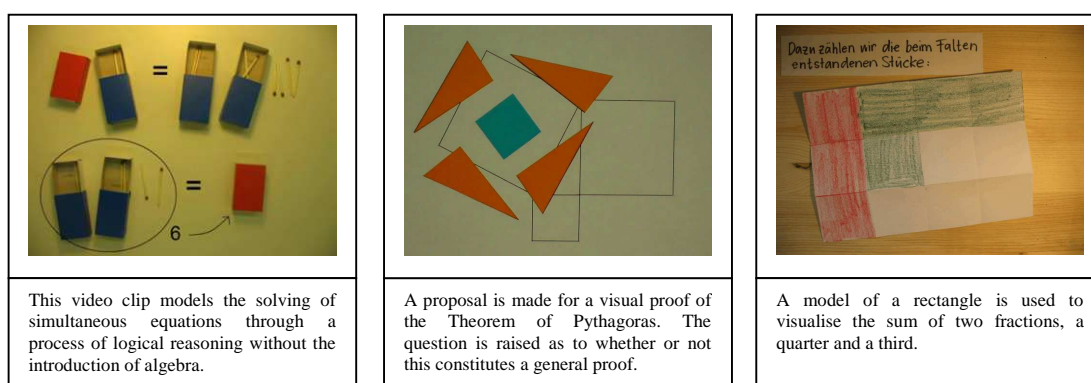 Dazu zählen wir die beim Falten
entstandenen Stücke:
=
=
6
This video clip models the solving of
simultaneous equations through a
process of logical reasoning without the
introduction of algebra.
A proposal is made for a visual proof of
the Theorem of Pythagoras. The
question is raised as to whether or not
this constitutes a general proof.
A model of a rectangle is used to
visualise the sum of two fractions, a
quarter and a third.